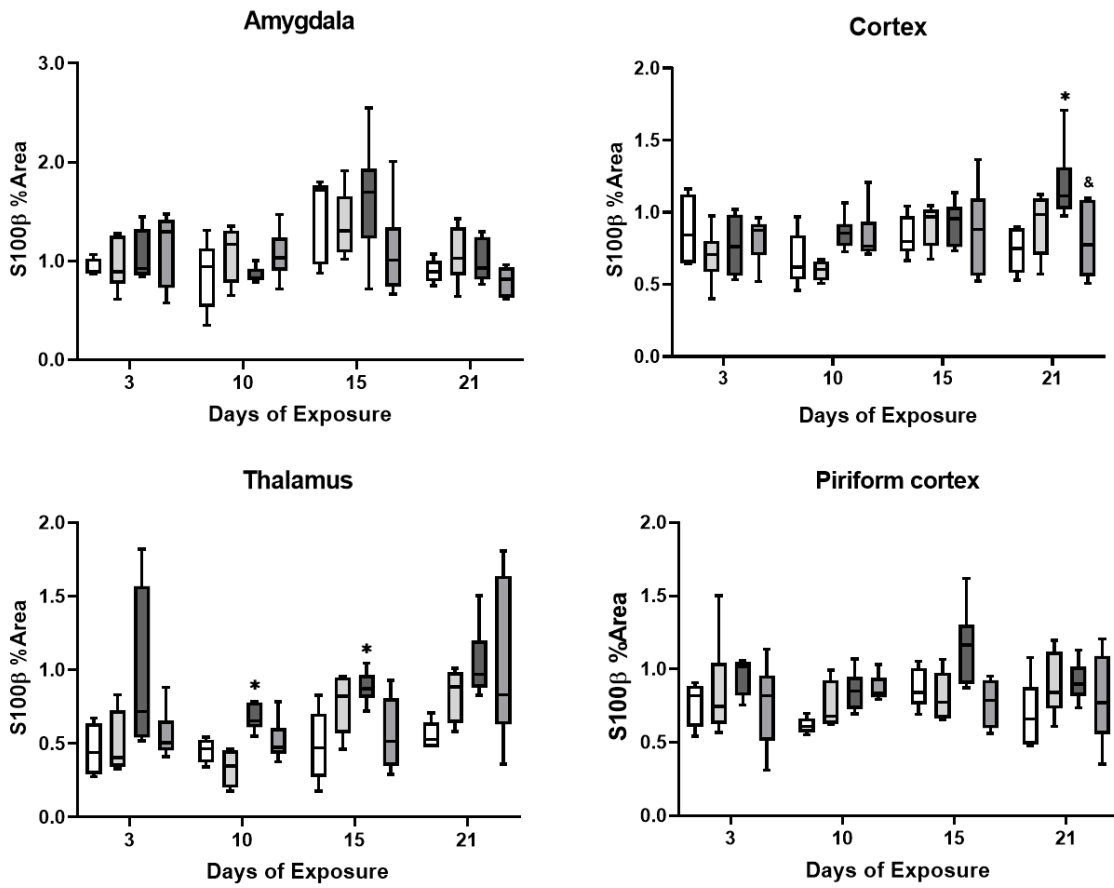 Amygdala
3.0
2.0
1.0
0.0
S100β %Area
3 10 15 21
Days of Exposure
Cortex
2.0
1.5
1.0
0.5
0.0
S100β %Area
*
&
3 10 15 21
Days of Exposure
Thalamus
2.0
1.5
1.0
0.5
0.0
S100β %Area
*
*
3 10 15 21
Days of Exposure
Piriform cortex
2.0
1.5
1.0
0.5
0.0
S100β %Area
3 10 15 21
Days of Exposure